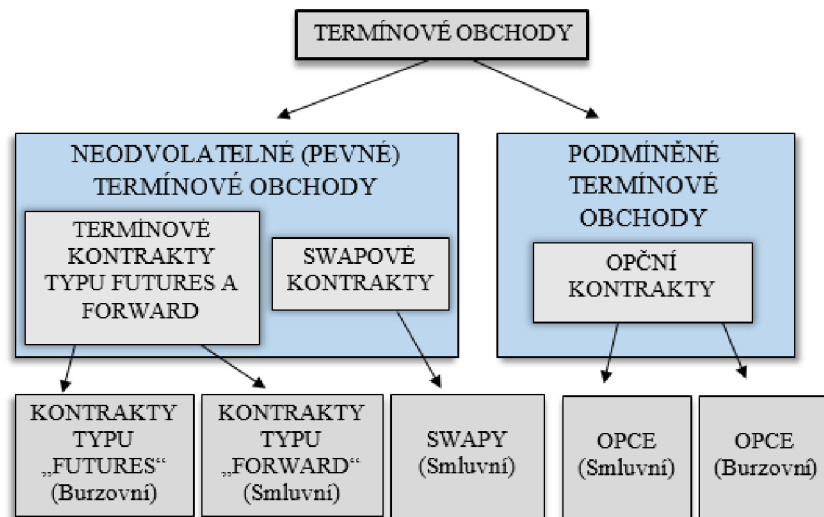 TERMÍNOVÉ OBCHODY
NEODVOLATELNÉ (PEVNÉ)
TERMÍNOVÉ OBCHODY
TERMÍNOVÉ
KONTRAKTY
TYPU FUTURES A
FORWARD
SWAPOVÉ
KONTRAKTY
PODMÍNĚNÉ
TERMÍNOVÉ
OBCHODY
OPČNÍ
KONTRAKTY
KONTRAKTY
TYPU
„FUTURES“
(Burzovní)
KONTRAKTY
TYPU
„FORWARD“
(Smluvní)
SWAPY
(Smluvní)
OPCE
(Smluvní)
OPCE
(Burzovní)